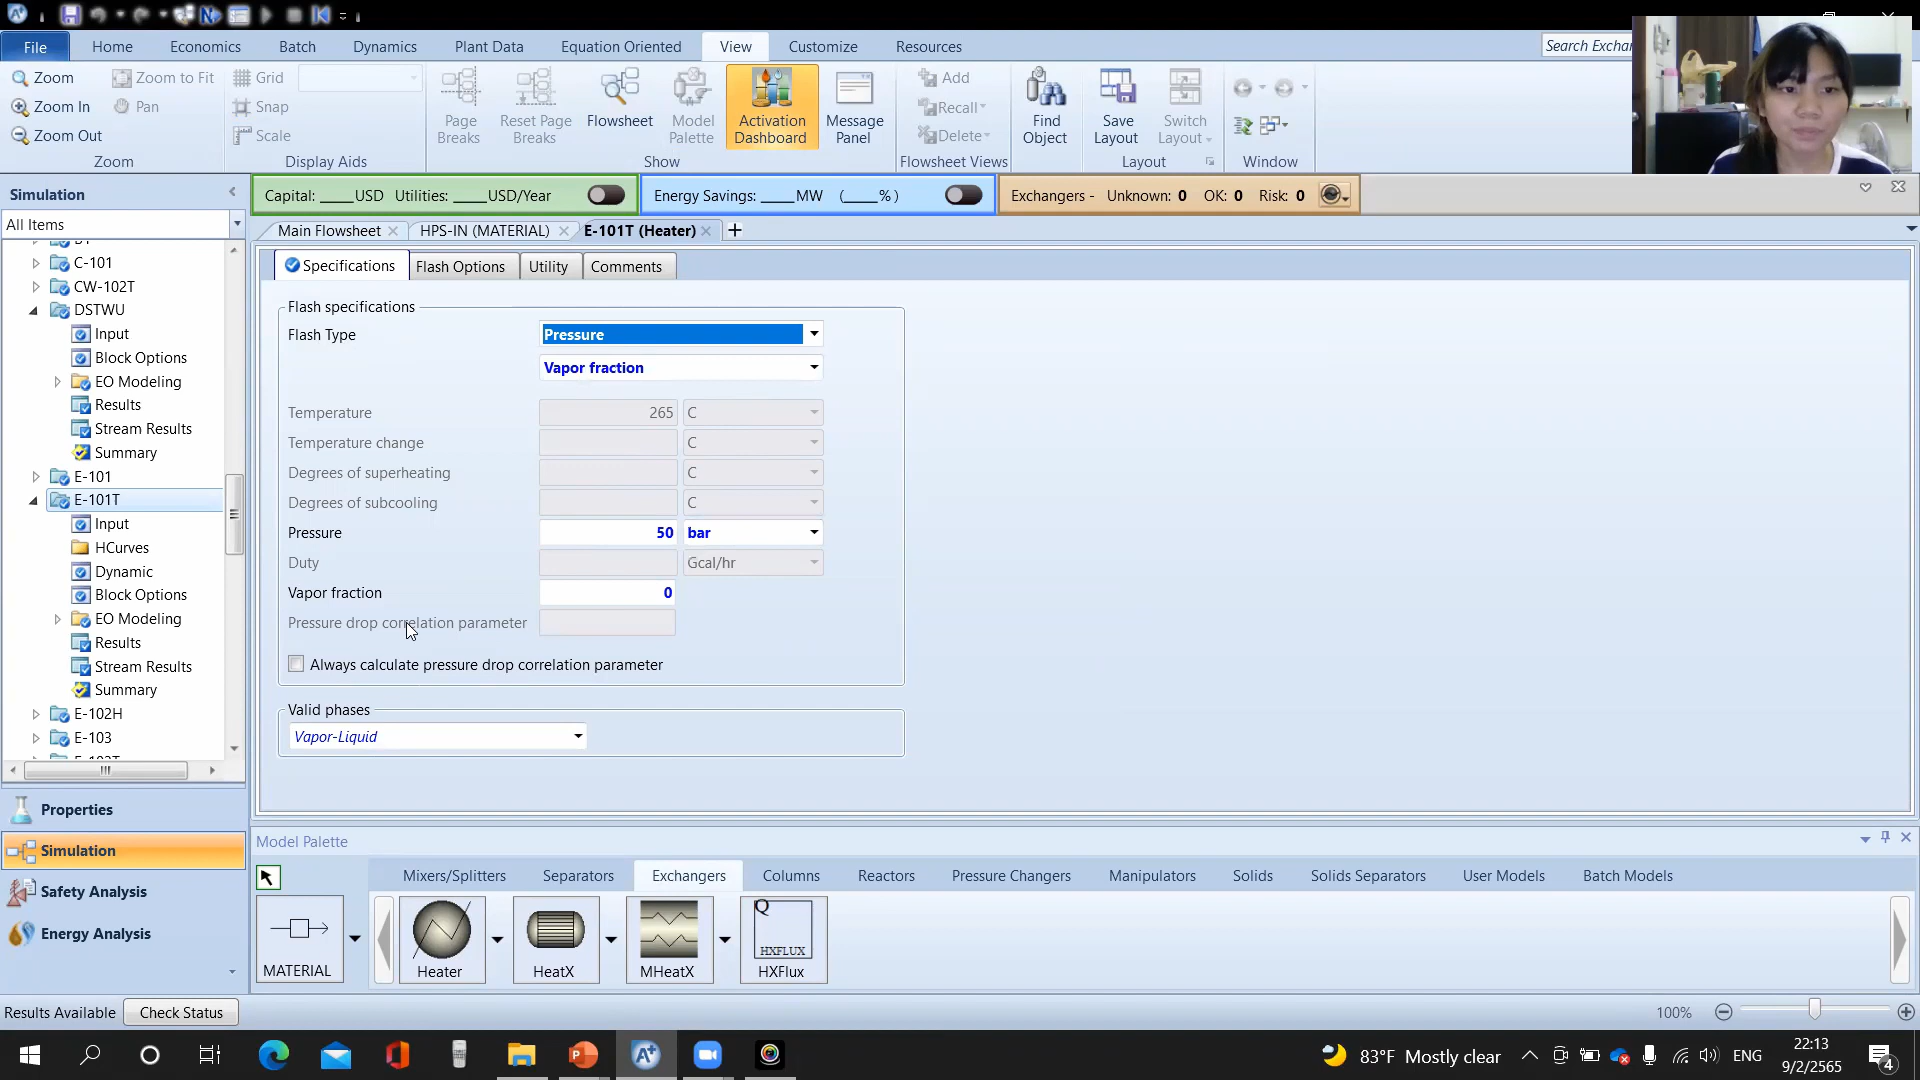 File
Home
Economics
Batch
Dynamics
Plant Data
Equation Oriented
View
Customize
Resources
Zoom
Zoom to Fit
Zoom In
Pan
Zoom Out
Zoom
Grid
Snap
Scale
Display Aids
Page
Breaks
Reset Page
Breaks
Flowsheet
Model
Palette
Activation
Dashboard
Message
Panel
Show
Add
Recall
Delete
Flowsheet Views
Find
Object
Save
Layout
Switch
Layout
Layout
Window
Simulation
All Items
Capital: ____USD Utilities: ____USD/Year
Energy Savings: ____MW (____%)
Exchangers - Unknown: 0 OK: 0 Risk: 0
Main Flowsheet
HPS-IN (MATERIAL)
E-101T (Heater)
C-101
CW-102T
DSTWU
Input
Block Options
EO Modeling
Results
Stream Results
Summary
E-101
E-101T
Input
HCurves
Dynamic
Block Options
EO Modeling
Results
Stream Results
Summary
E-102H
E-103
Specifications
Flash Options
Utility
Comments
Flash specifications
Flash Type
Pressure
Vapor fraction
Temperature 265 C
Temperature change C
Degrees of superheating C
Degrees of subcooling C
Pressure 50 bar
Duty Gcal/hr
Vapor fraction 0
Pressure drop correlation parameter
Always calculate pressure drop correlation parameter
Valid phases
Vapor-Liquid
Properties
Simulation
Safety Analysis
Energy Analysis
Model Palette
Mixers/Splitters
Separators
Exchangers
Columns
Reactors
Pressure Changers
Manipulators
Solids
Solids Separators
User Models
Batch Models
MATERIAL
Heater
HeatX
MHeatX
Q
HXFLUX
HXFlux
Results Available
Check Status
100%
83°F Mostly clear
ENG
22:13
9/2/2565
4